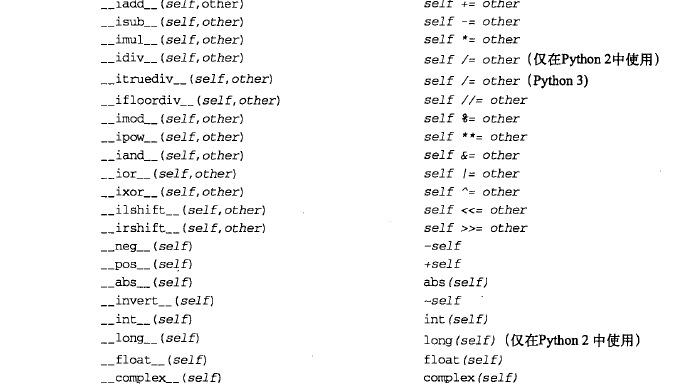 __iadd__(self,other) self += other
__isub__(self,other) self -= other
__imul__(self,other) self *= other
__idiv__(self,other) self /= other（仅在Python 2中使用）
__itruediv__(self,other) self /= other（Python 3）
__ifloordiv__(self,other) self //= other
__imod__(self,other) self %= other
__ipow__(self,other) self **= other
__iand__(self,other) self &= other
__ior__(self,other) self |= other
__ixor__(self,other) self ^= other
__ilshift__(self,other) self <<= other
__irshift__(self,other) self >>= other
__neg__(self) -self
__pos__(self) +self
__abs__(self) abs(self)
__invert__(self) ~self
__int__(self) int(self)
__long__(self) long(self)（仅在Python 2 中使用）
__float__(self) float(self)
__complex__(self) complex(self)